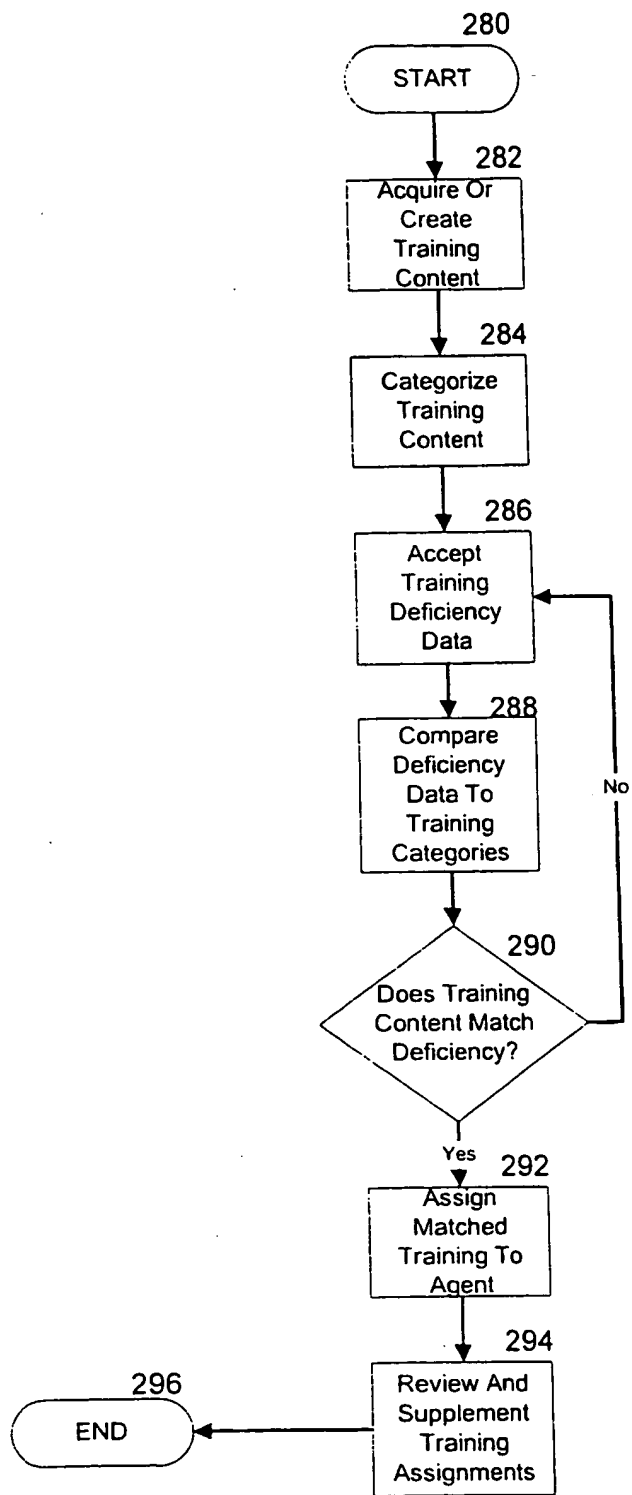 280
START
282
Acquire Or
Create
Training
Content
284
Categorize
Training
Content
286
Accept
Training
Deficiency
Data
288
Compare
Deficiency
Data To
Training
Categories
No
290
Does Training
Content Match
Deficiency?
Yes
292
Assign
Matched
Training To
Agent
294
Review And
Supplement
Training
Assignments
296
END